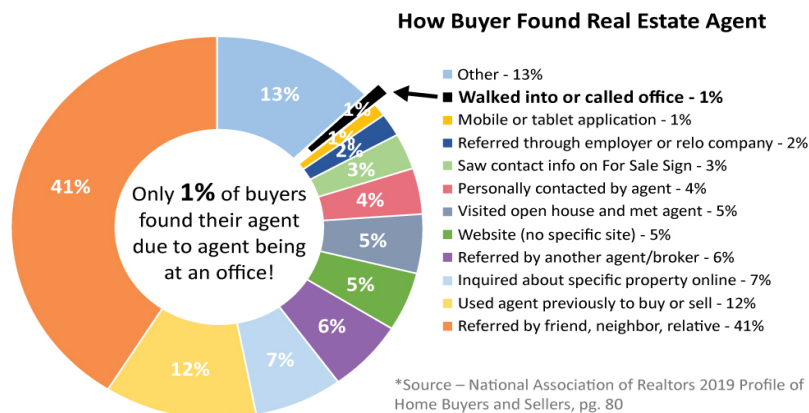 How Buyer Found Real Estate Agent
Other - 13%
Walked into or called office - 1%
Mobile or tablet application - 1%
Referred through employer or relo company - 2%
Saw contact info on For Sale Sign - 3%
Personally contacted by agent - 4%
Visited open house and met agent - 5%
Website (no specific site) - 5%
Referred by another agent/broker - 6%
Inquired about specific property online - 7%
Used agent previously to buy or sell - 12%
Referred by friend, neighbor, relative - 41%
13%
1%
1%
2%
3%
4%
5%
5%
6%
7%
12%
41%
Only 1% of buyers
found their agent
due to agent being
at an office!
*Source – National Association of Realtors 2019 Profile of
Home Buyers and Sellers, pg. 80